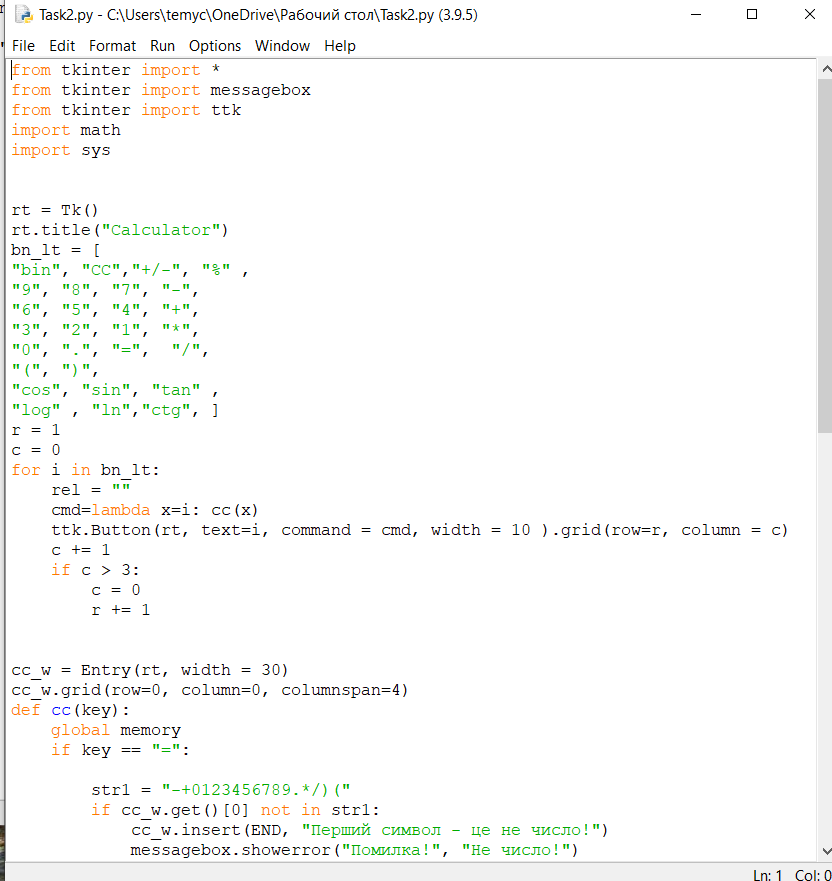 Task2.py - C:\Users\temyc\OneDrive\Рабочий стол\Task2.py (3.9.5)
File Edit Format Run Options Window Help
from tkinter import *
from tkinter import messagebox
from tkinter import ttk
import math
import sys
rt = Tk()
rt.title("Calculator")
bn_lt = [
"bin", "CC","+/-", "%" ,
"9", "8", "7", "-",
"6", "5", "4", "+",
"3", "2", "1", "*",
"0", ".", "=",  "/",
"(", ")",
"cos", "sin", "tan" ,
"log" , "ln","ctg", ]
r = 1
c = 0
for i in bn_lt:
    rel = ""
    cmd=lambda x=i: cc(x)
    ttk.Button(rt, text=i, command = cmd, width = 10 ).grid(row=r, column = c)
    c += 1
    if c > 3:
        c = 0
        r += 1
cc_w = Entry(rt, width = 30)
cc_w.grid(row=0, column=0, columnspan=4)
def cc(key):
    global memory
    if key == "=":
        str1 = "-+0123456789.*/)("
        if cc_w.get()[0] not in str1:
            cc_w.insert(END, "Перший символ - це не число!")
            messagebox.showerror("Помилка!", "Не число!")
Ln: 1 Col: 0